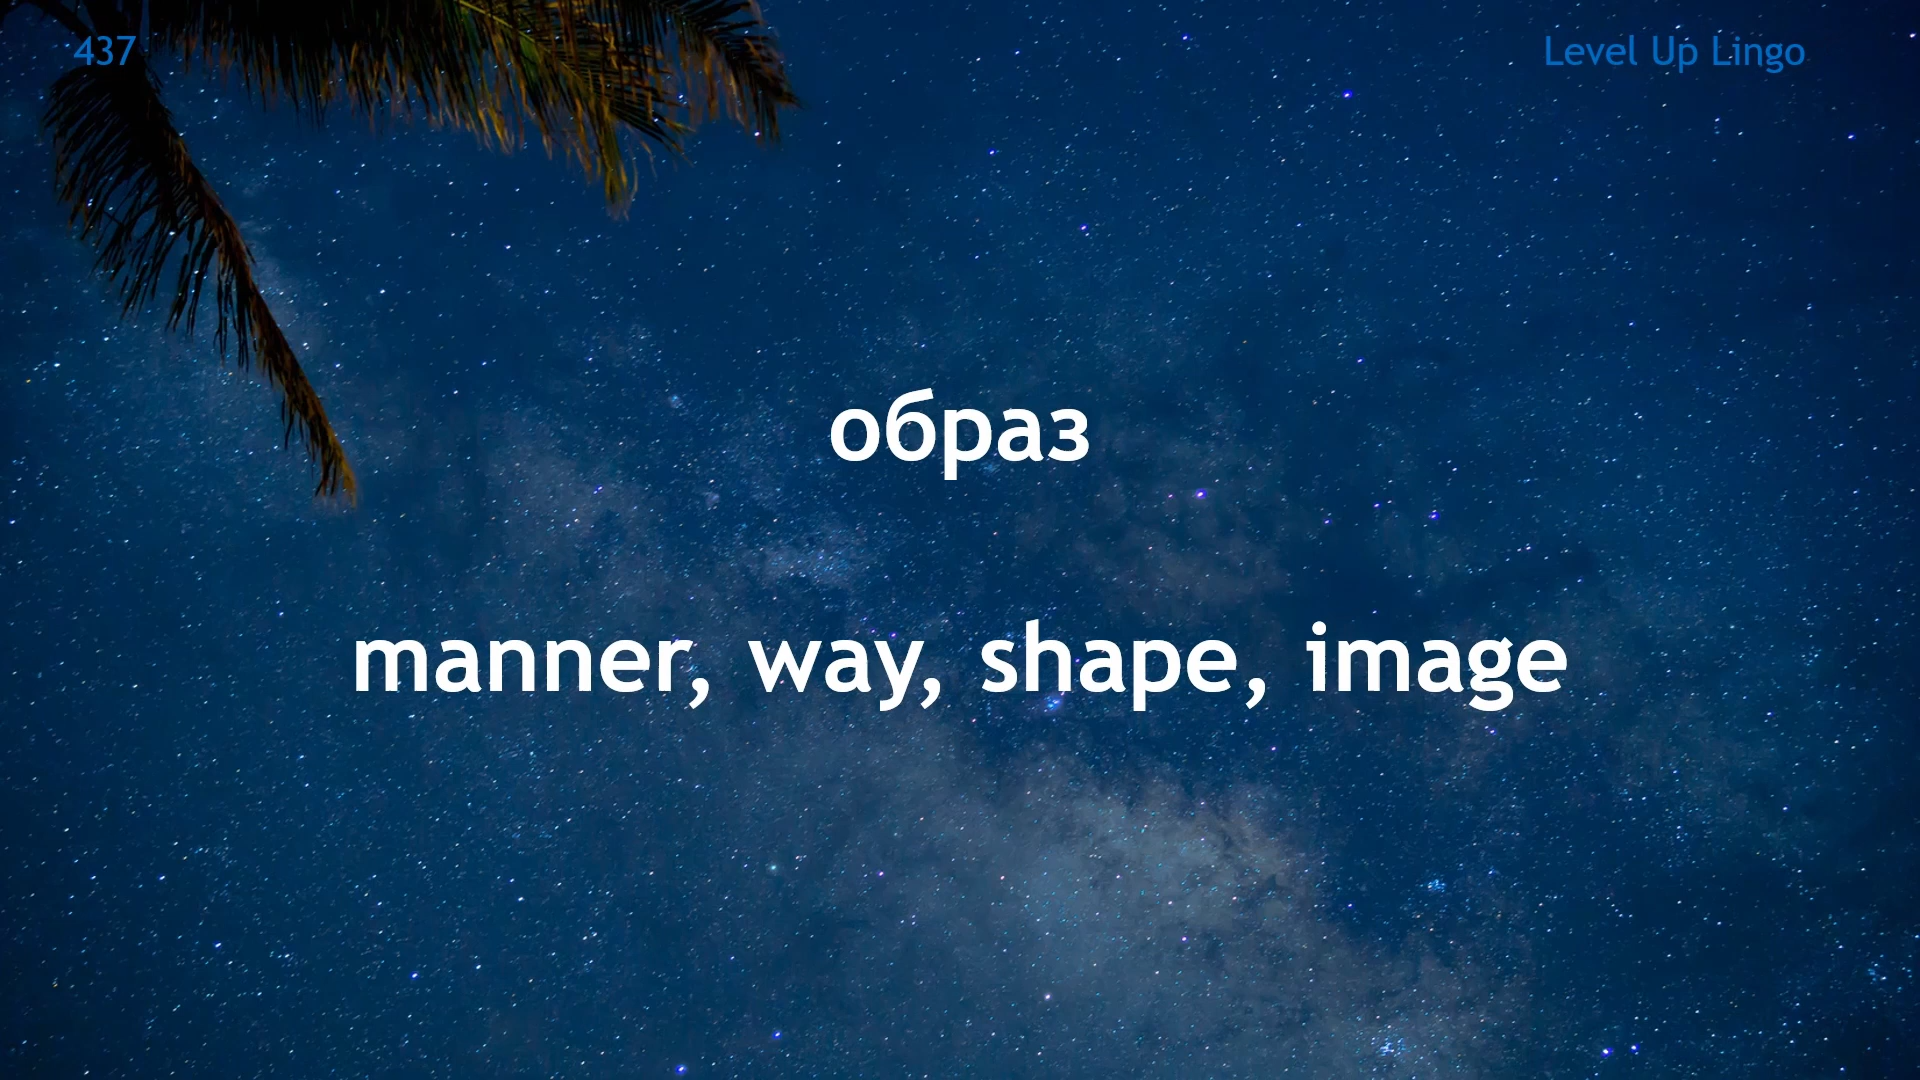 437
Level Up Lingo
образ
manner, way, shape, image